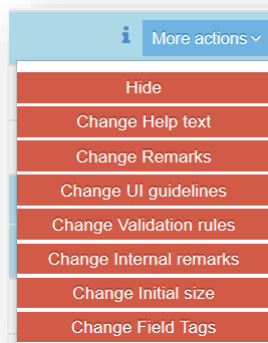 i More actions
Hide
Change Help text
Change Remarks
Change UI guidelines
Change Validation rules
Change Internal remarks
Change Initial size
Change Field Tags